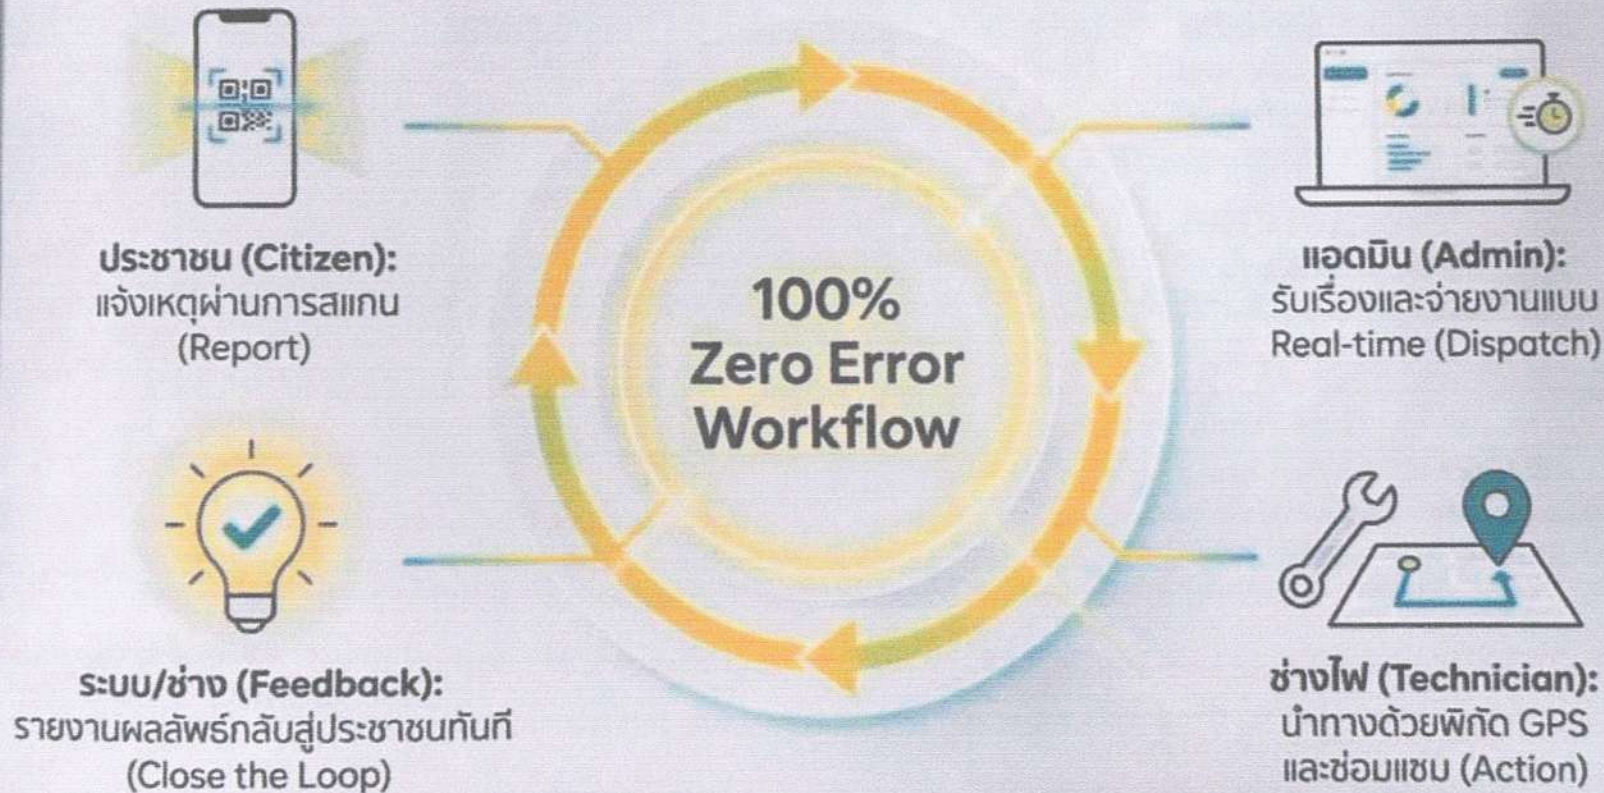 ประชาชน (Citizen):
แจ้งเหตุผ่านการสแกน
(Report)
แอดมิน (Admin):
รับเรื่องและจ่ายงานแบบ
Real-time (Dispatch)
100%
Zero Error
Workflow
ระบบ/ช่าง (Feedback):
รายงานผลลัพธ์กลับสู่ประชาชนทันที
(Close the Loop)
ช่างไฟ (Technician):
นำทางด้วยพิกัด GPS
และซ่อมแซม (Action)